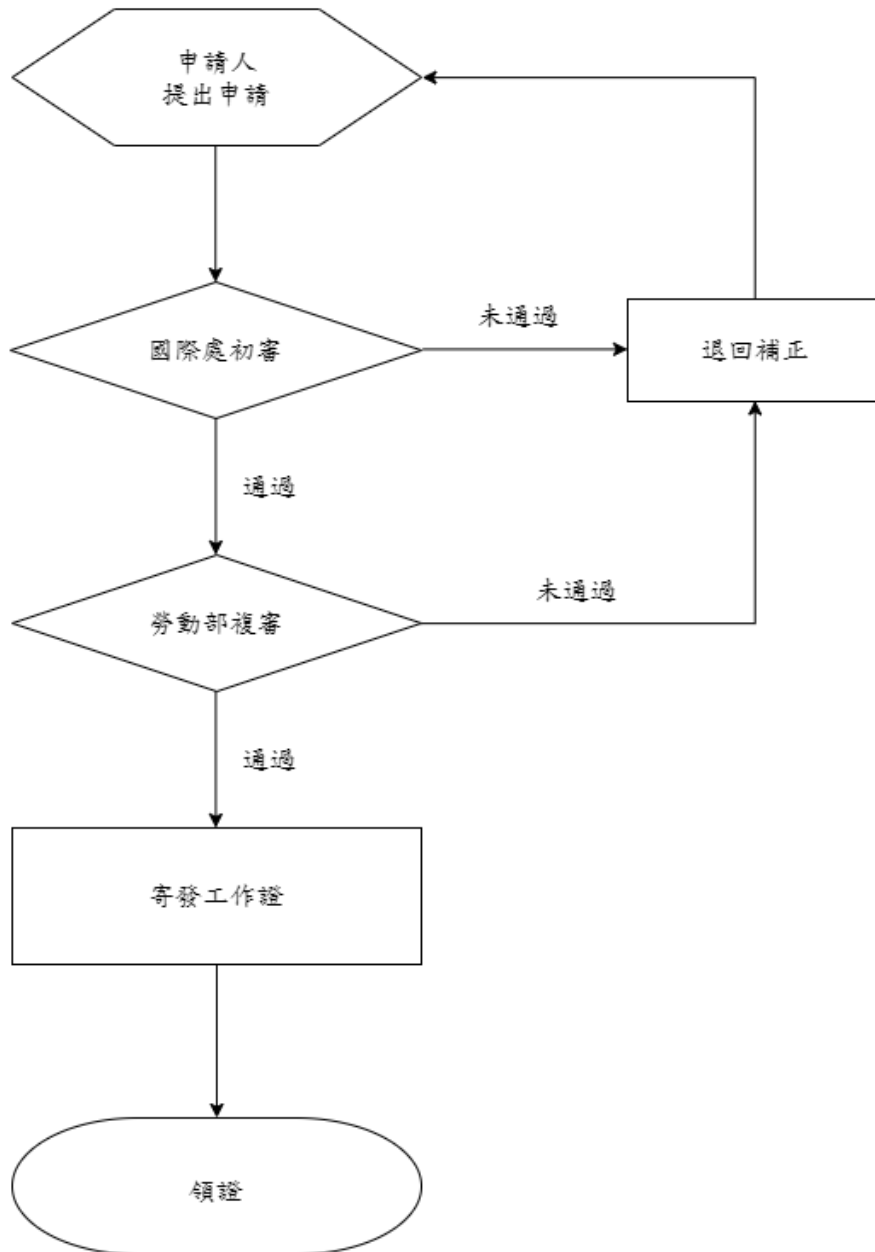 申請人
提出申請
國際處初審
未通過
退回補正
通過
勞動部複審
未通過
通過
寄發工作證
領證